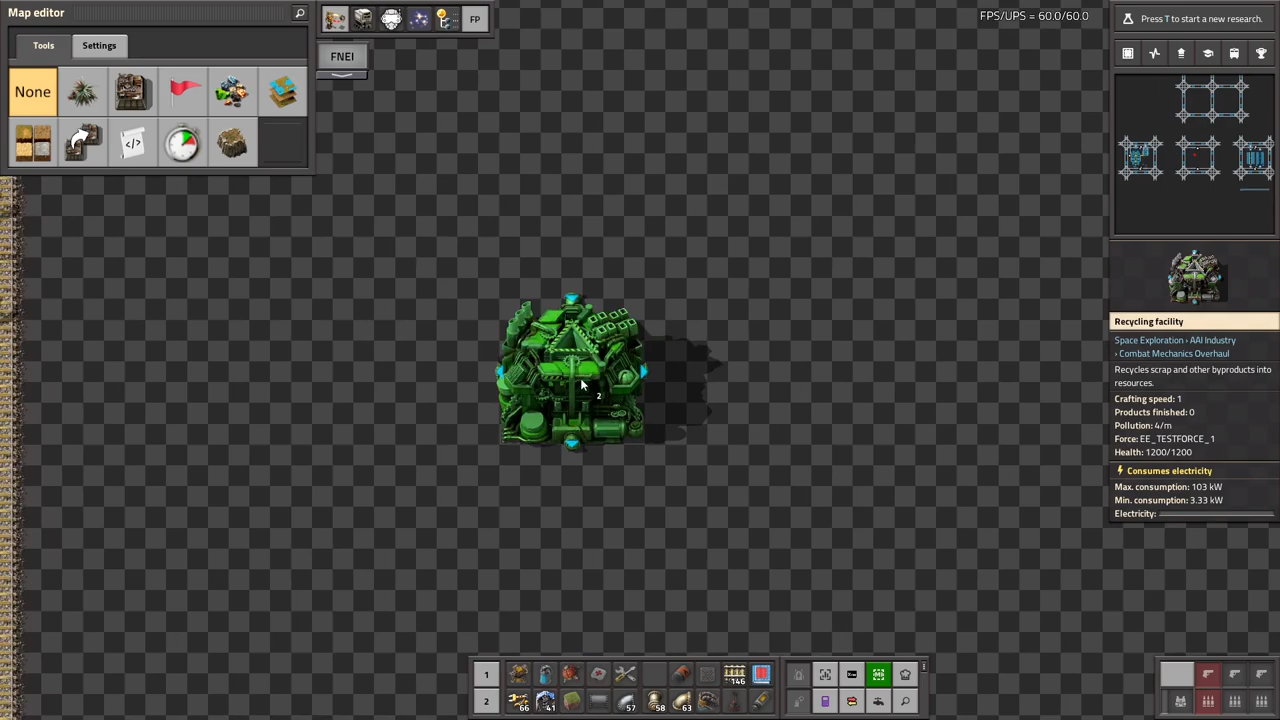 Map editor
Tools
Settings
None
</>
FP
FNEI
FPS/UPS = 60.0/60.0
Press T to start a new research.
2
Recycling facility
Space Exploration › AAI Industry
› Combat Mechanics Overhaul
Recycles scrap and other byproducts into
resources.
Crafting speed: 1
Products finished: 0
Pollution: 4/m
Force: EE_TESTFORCE_1
Health: 1200/1200
Consumes electricity
Max. consumption: 103 kW
Min. consumption: 3.33 kW
Electricity:
1
146
2
66
41
57
58
63